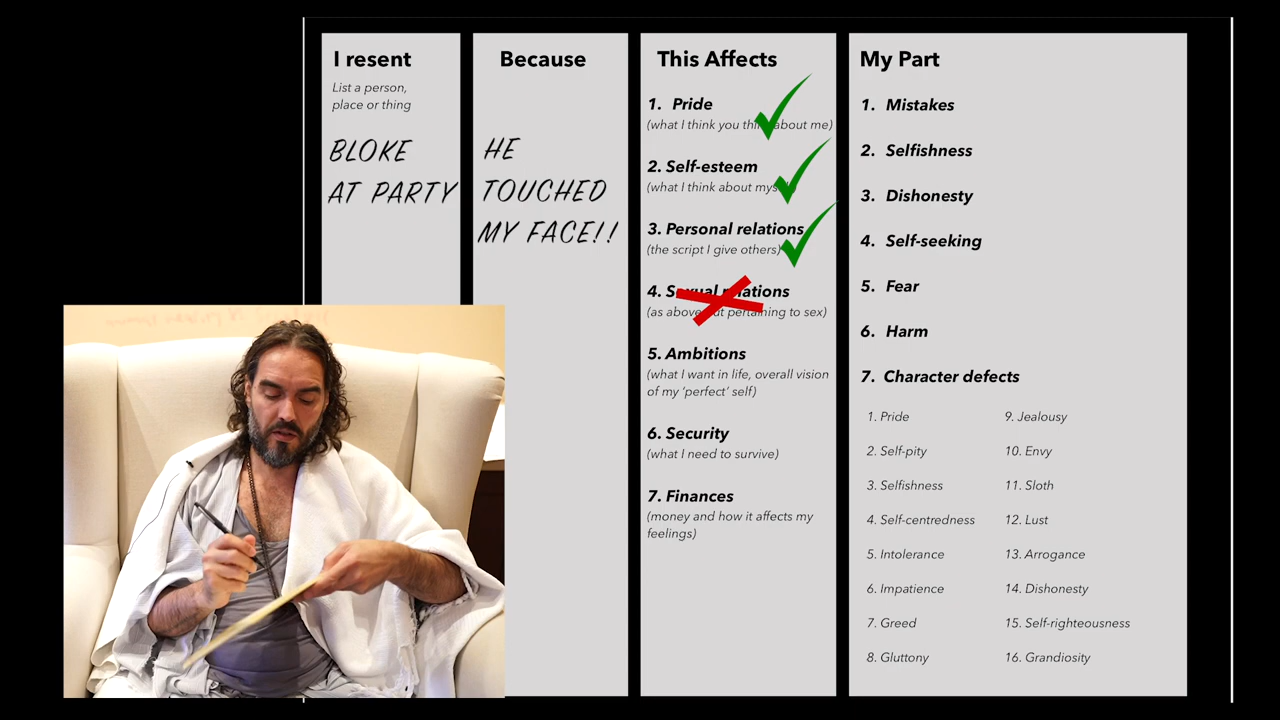 I resent
List a person,
place or thing
BLOKE
AT PARTY
Because
HE
TOUCHED
MY FACE!!
This Affects
1. Pride
(what I think you about me)
2. Self-esteem
(what I think about
3. Personal relations
(the script I give others)
4. relations
(as above pertaining to sex)
5. Ambitions
(what I want in life, overall vision
of my ‘perfect’ self)
6. Security
(what I need to survive)
7. Finances
(money and how it affects my
feelings)
My Part
1. Mistakes
2. Selfishness
3. Dishonesty
4. Self-seeking
5. Fear
6. Harm
7. Character defects
1. Pride
2. Self-pity
3. Selfishness
4. Self-centredness
5. Intolerance
6. Impatience
7. Greed
8. Gluttony
9. Jealousy
10. Envy
11. Sloth
12. Lust
13. Arrogance
14. Dishonesty
15. Self-righteousness
16. Grandiosity